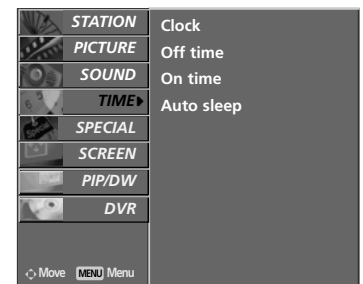 STATION
PICTURE
SOUND
TIME
SPECIAL
SCREEN
PIP/DW
DVR
Move MENU Menu
Clock
Off time
On time
Auto sleep